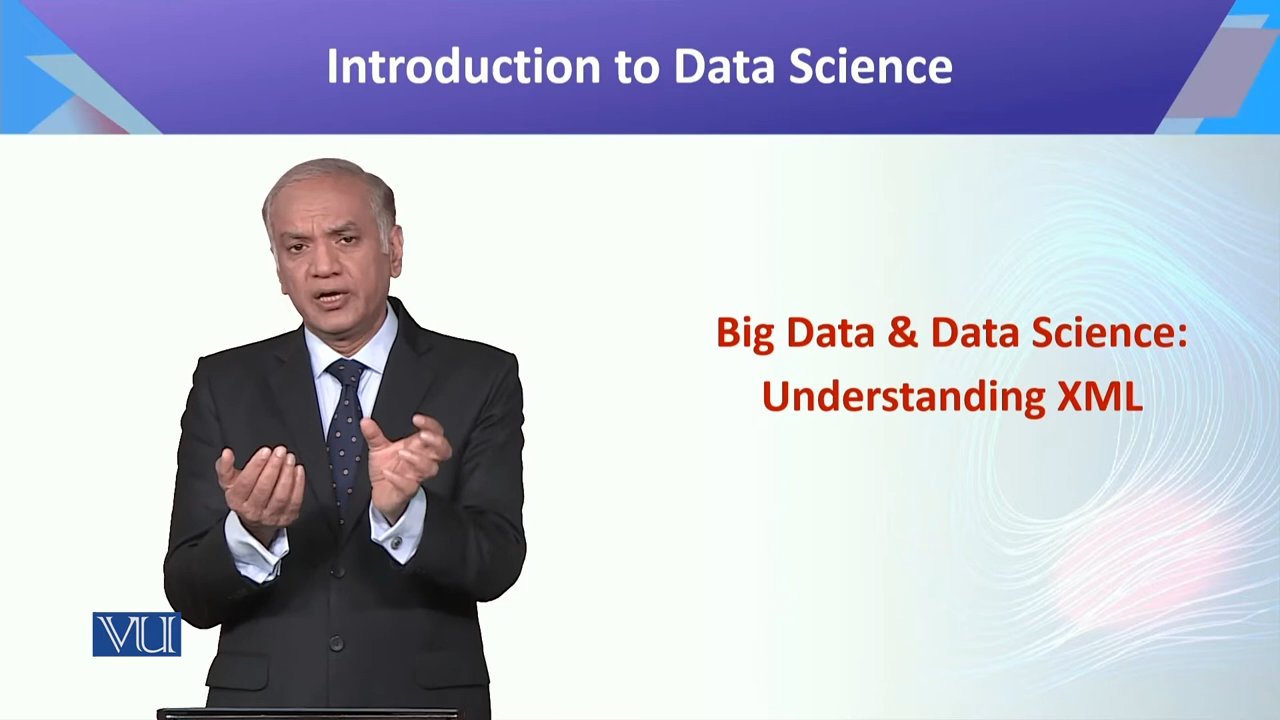 Introduction to Data Science
Big Data & Data Science:
Understanding XML
VU